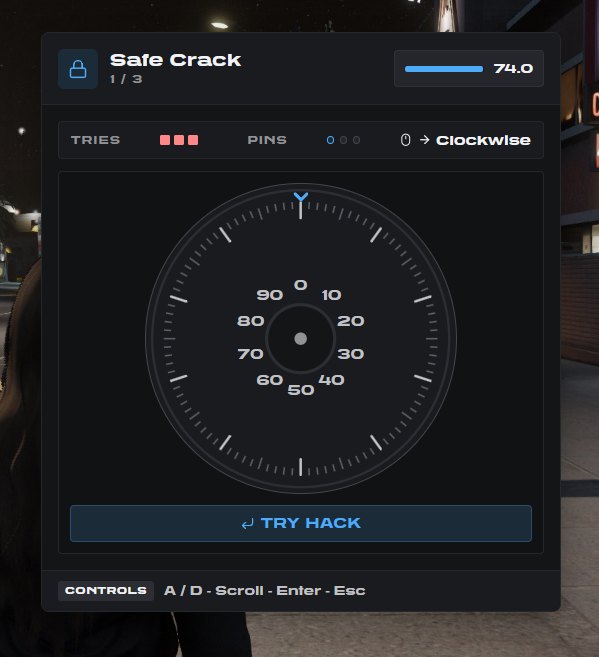 Safe Crack
1 / 3
74.0
TRIES PINS → Clockwise
0
90 10
80 20
70 30
60 40
50
TRY HACK
CONTROLS A / D - Scroll - Enter - Esc